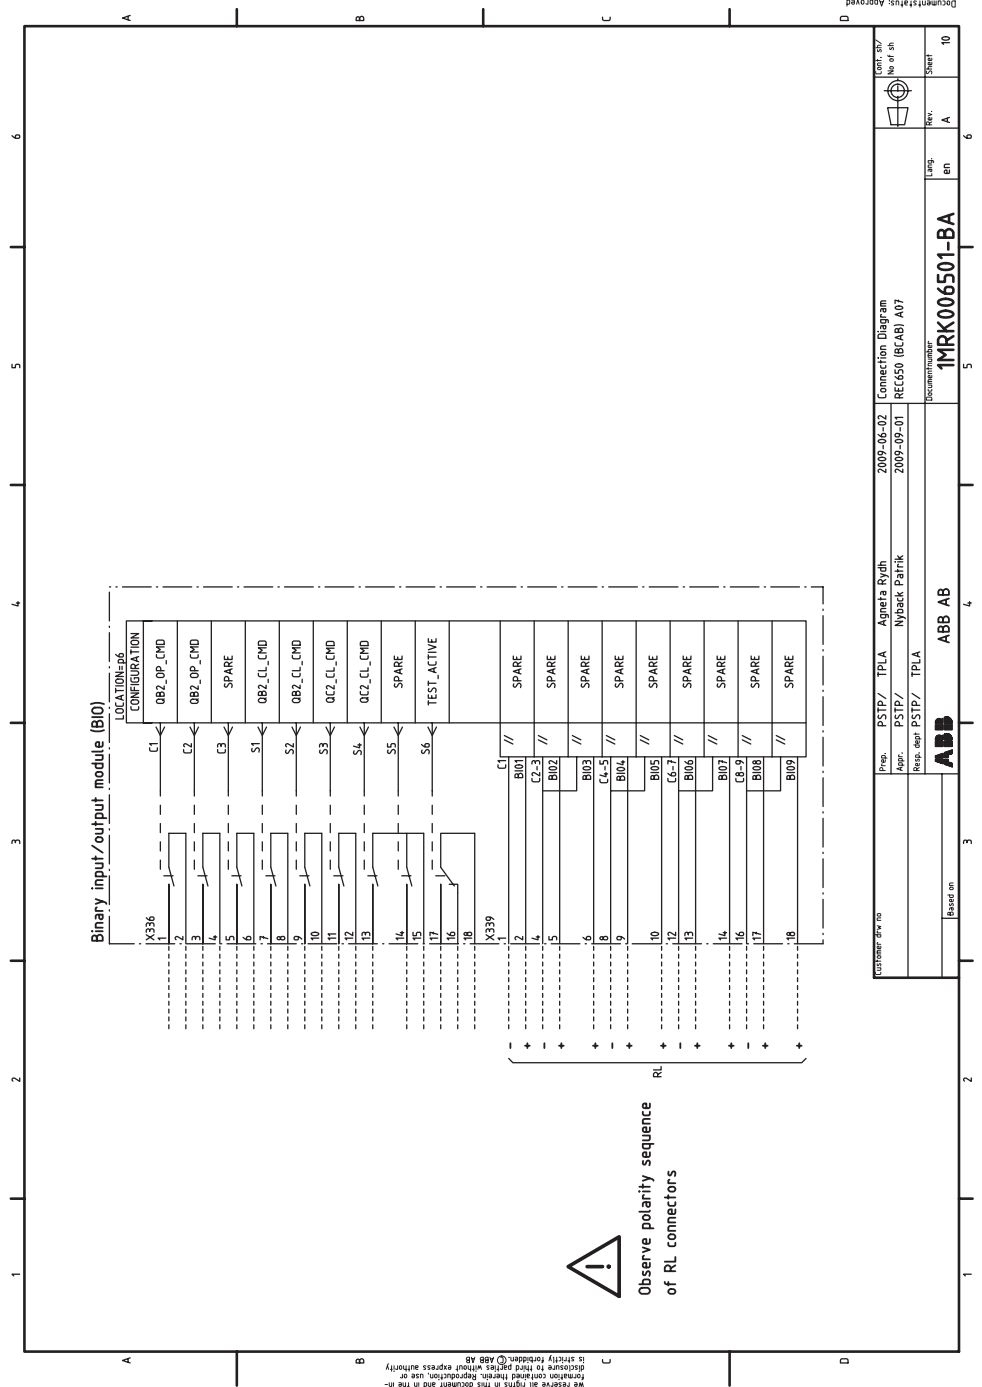 1
2
3
4
5
6
A
B
C
D
we reserve all rights in this document and in the in-
formation contained therein. Reproduction, use or
disclosure to third parties without express authority
is strictly forbidden. © ABB AB
Documentstatus: Approved
Binary input/output module (BIO)
LOCATION=p6
CONFIGURATION
X336
1
2
C1
QB2_OP_CMD
3
4
C2
QB2_OP_CMD
5
6
C3
SPARE
7
8
S1
QB2_CL_CMD
9
10
S2
QB2_CL_CMD
11
12
S3
QC2_CL_CMD
13
S4
QC2_CL_CMD
14
15
S5
SPARE
17
16
18
S6
TEST_ACTIVE
X339
- 1 C1
+ 2 BI01 // SPARE
- 4 C2-3
+ 5 BI02 // SPARE
+ 6 BI03 // SPARE
- 8 C4-5
+ 9 BI04 // SPARE
+ 10 BI05 // SPARE
- 12 C6-7
+ 13 BI06 // SPARE
+ 14 BI07 // SPARE
- 16 C8-9
+ 17 BI08 // SPARE
+ 18 BI09 // SPARE
RL
!
Observe polarity sequence
of RL connectors
Customer drw no
Based on
Prep. PSTP/ TPLA Agneta Rydh 2009-06-02
Appr. PSTP/ Nyback Patrik 2009-09-01
Resp. dept PSTP/ TPLA
ABB
ABB AB
Connection Diagram
REC650 (BCAB) A07
Documentnumber
1MRK006501-BA
Lang.
en
Rev.
A
Cont. sh/
No of sh
Sheet
10
1
2
3
4
5
6
A
B
C
D